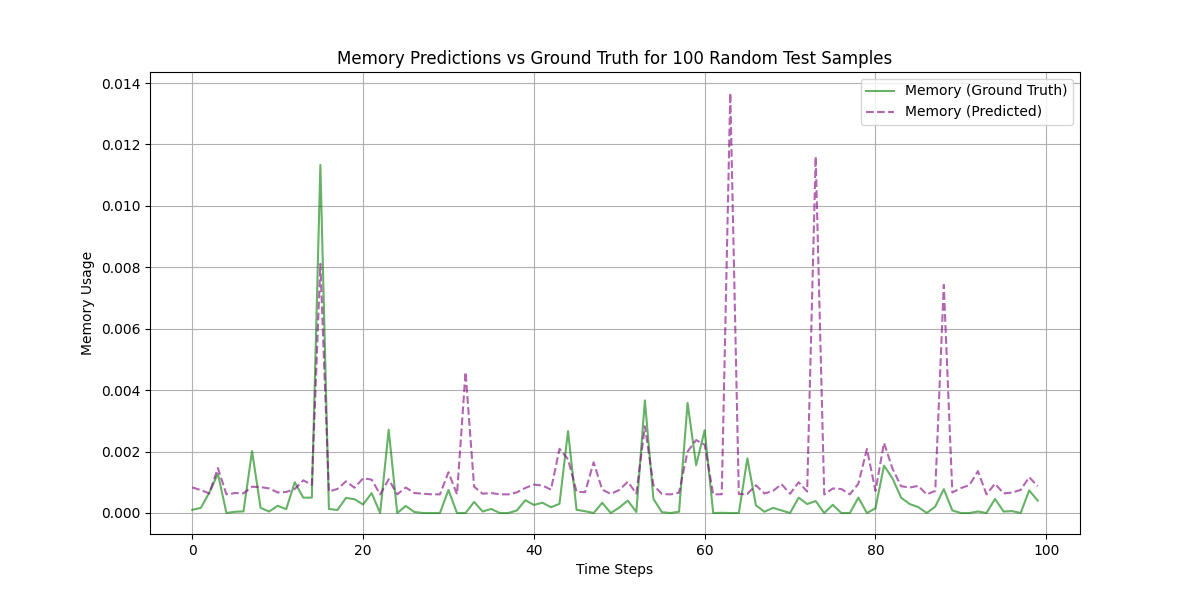 Memory Predictions vs Ground Truth for 100 Random Test Samples
Memory (Ground Truth)
Memory (Predicted)
Memory Usage
0.014
0.012
0.010
0.008
0.006
0.004
0.002
0.000
0 20 40 60 80 100
Time Steps